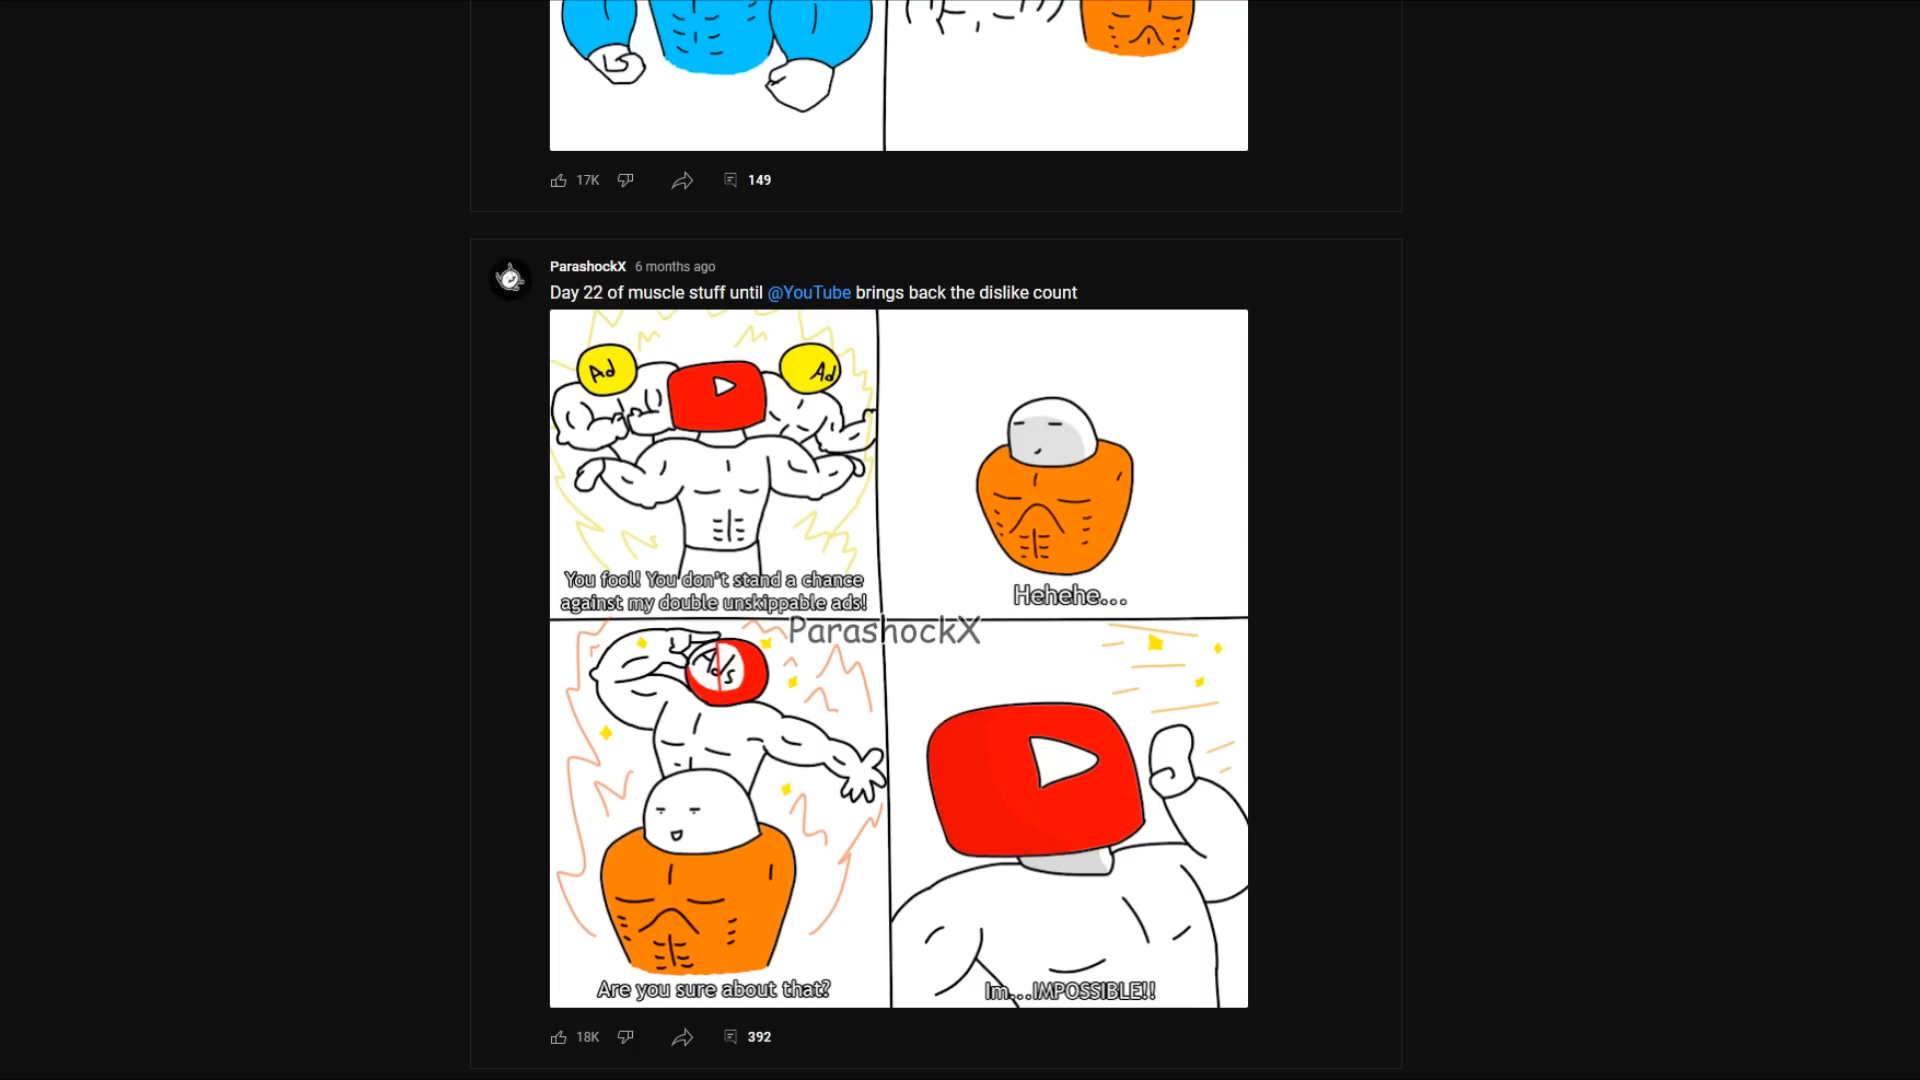 17K
149
ParashockX 6 months ago
Day 22 of muscle stuff until @YouTube brings back the dislike count
Ad
Ad
You fool! You don't stand a chance
against my double unskippable ads!
Hehehe...
ParashockX
Ads
Are you sure about that?
Im...IMPOSSIBLE!!
18K
392